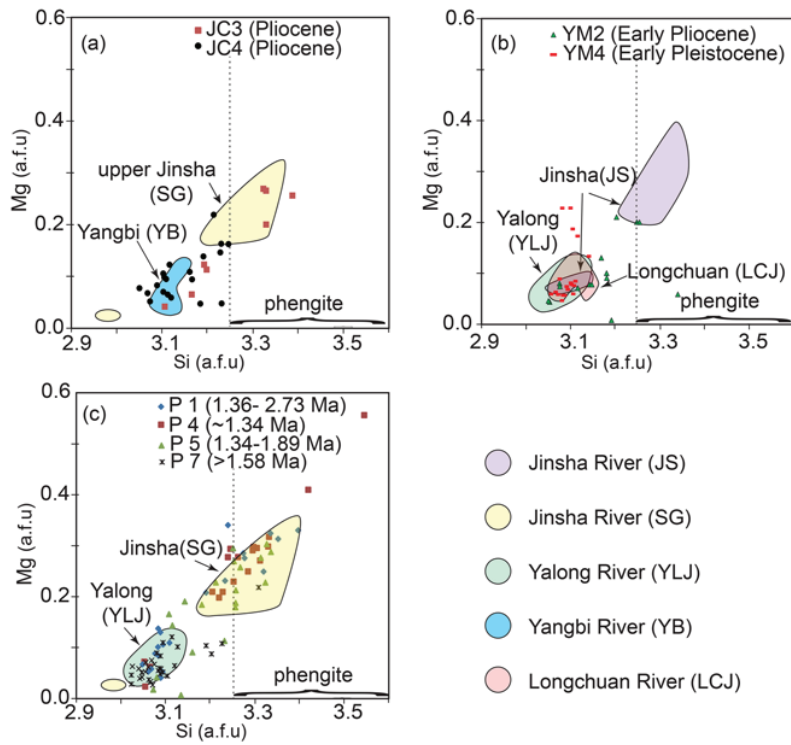 (a)
JC3 (Pliocene)
JC4 (Pliocene)
upper Jinsha
(SG)
Yangbi (YB)
phengite
0.6
0.4
0.2
0.0
Mg (a.f.u)
2.9
3.1
3.3
3.5
Si (a.f.u)
(b)
YM2 (Early Pliocene)
YM4 (Early Pleistocene)
Jinsha(JS)
Yalong
(YLJ)
Longchuan (LCJ)
phengite
0.6
0.4
0.2
0.0
Mg (a.f.u)
2.9
3.1
3.3
3.5
Si (a.f.u)
(c)
P 1 (1.36- 2.73 Ma)
P 4 (~1.34 Ma)
P 5 (1.34-1.89 Ma)
P 7 (>1.58 Ma)
Jinsha(SG)
Yalong
(YLJ)
phengite
0.6
0.4
0.2
0.0
Mg (a.f.u)
2.9
3.1
3.3
3.5
Si (a.f.u)
Jinsha River (JS)
Jinsha River (SG)
Yalong River (YLJ)
Yangbi River (YB)
Longchuan River (LCJ)